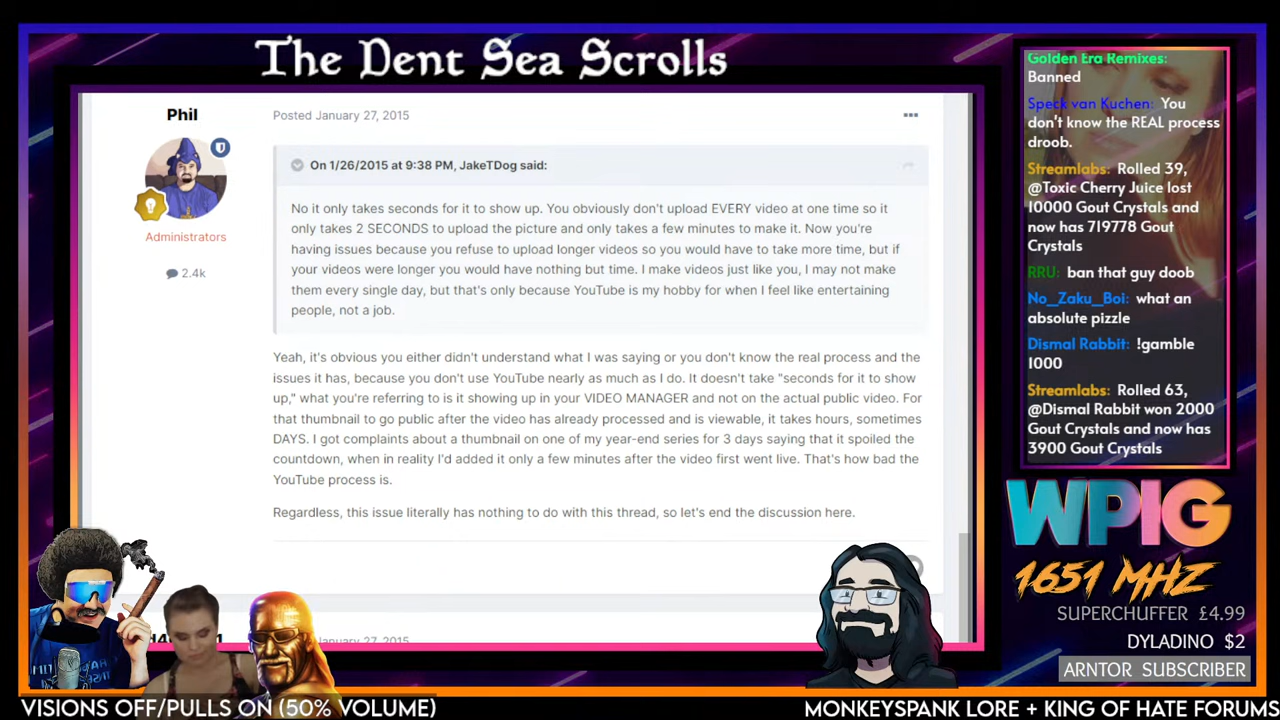 The Dent Sea Scrolls
Phil
Administrators
2.4k
Posted January 27, 2015
On 1/26/2015 at 9:38 PM, JakeTDog said:
No it only takes seconds for it to show up. You obviously don't upload EVERY video at one time so it
only takes 2 SECONDS to upload the picture and only takes a few minutes to make it. Now you're
having issues because you refuse to upload longer videos so you would have to take more time, but if
your videos were longer you would have nothing but time. I make videos just like you, I may not make
them every single day, but that's only because YouTube is my hobby for when I feel like entertaining
people, not a job.
Yeah, it's obvious you either didn't understand what I was saying or you don't know the real process and the
issues it has, because you don't use YouTube nearly as much as I do. It doesn't take "seconds for it to show
up," what you're referring to is it showing up in your VIDEO MANAGER and not on the actual public video. For
that thumbnail to go public after the video has already processed and is viewable, it takes hours, sometimes
DAYS. I got complaints about a thumbnail on one of my year-end series for 3 days saying that it spoiled the
countdown, when in reality I'd added it only a few minutes after the video first went live. That's how bad the
YouTube process is.
Regardless, this issue literally has nothing to do with this thread, so let's end the discussion here.
January 27, 2015
Golden Era Remixes:
Banned
Speck van Kuchen: You
don't know the REAL process
droob.
Streamlabs: Rolled 39,
@Toxic Cherry Juice lost
10000 Gout Crystals and
now has 719778 Gout
Crystals
RRU: ban that guy doob
No_Zaku_Boi: what an
absolute pizzle
Dismal Rabbit: !gamble
1000
Streamlabs: Rolled 63,
@Dismal Rabbit won 2000
Gout Crystals and now has
3900 Gout Crystals
WPIG
1651 MHZ
SUPERCHUFFER £4.99
DYLADINO $2
ARNTOR SUBSCRIBER
VISIONS OFF/PULLS ON (50% VOLUME)
MONKEYSPANK LORE + KING OF HATE FORUMS